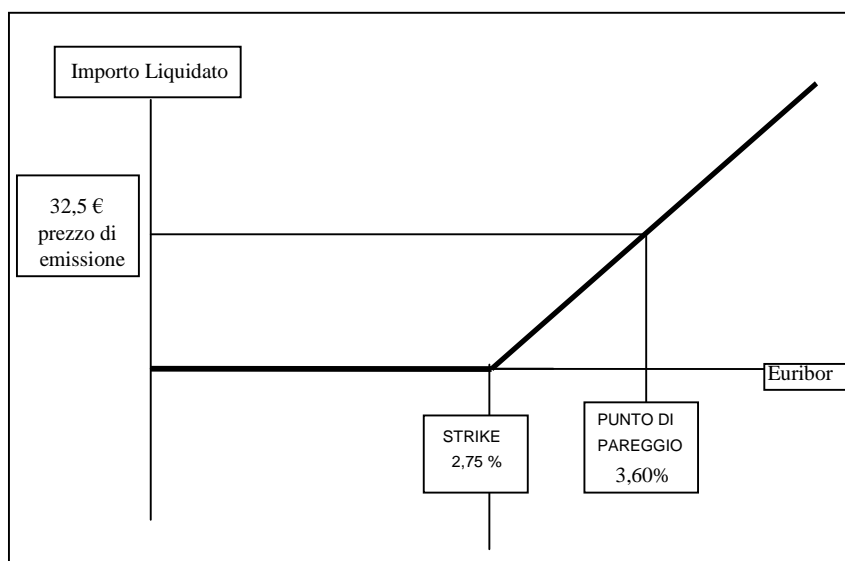 Importo Liquidato
32,5 €
prezzo di
emissione
Euribor
STRIKE
2,75 %
PUNTO DI
PAREGGIO
3,60%